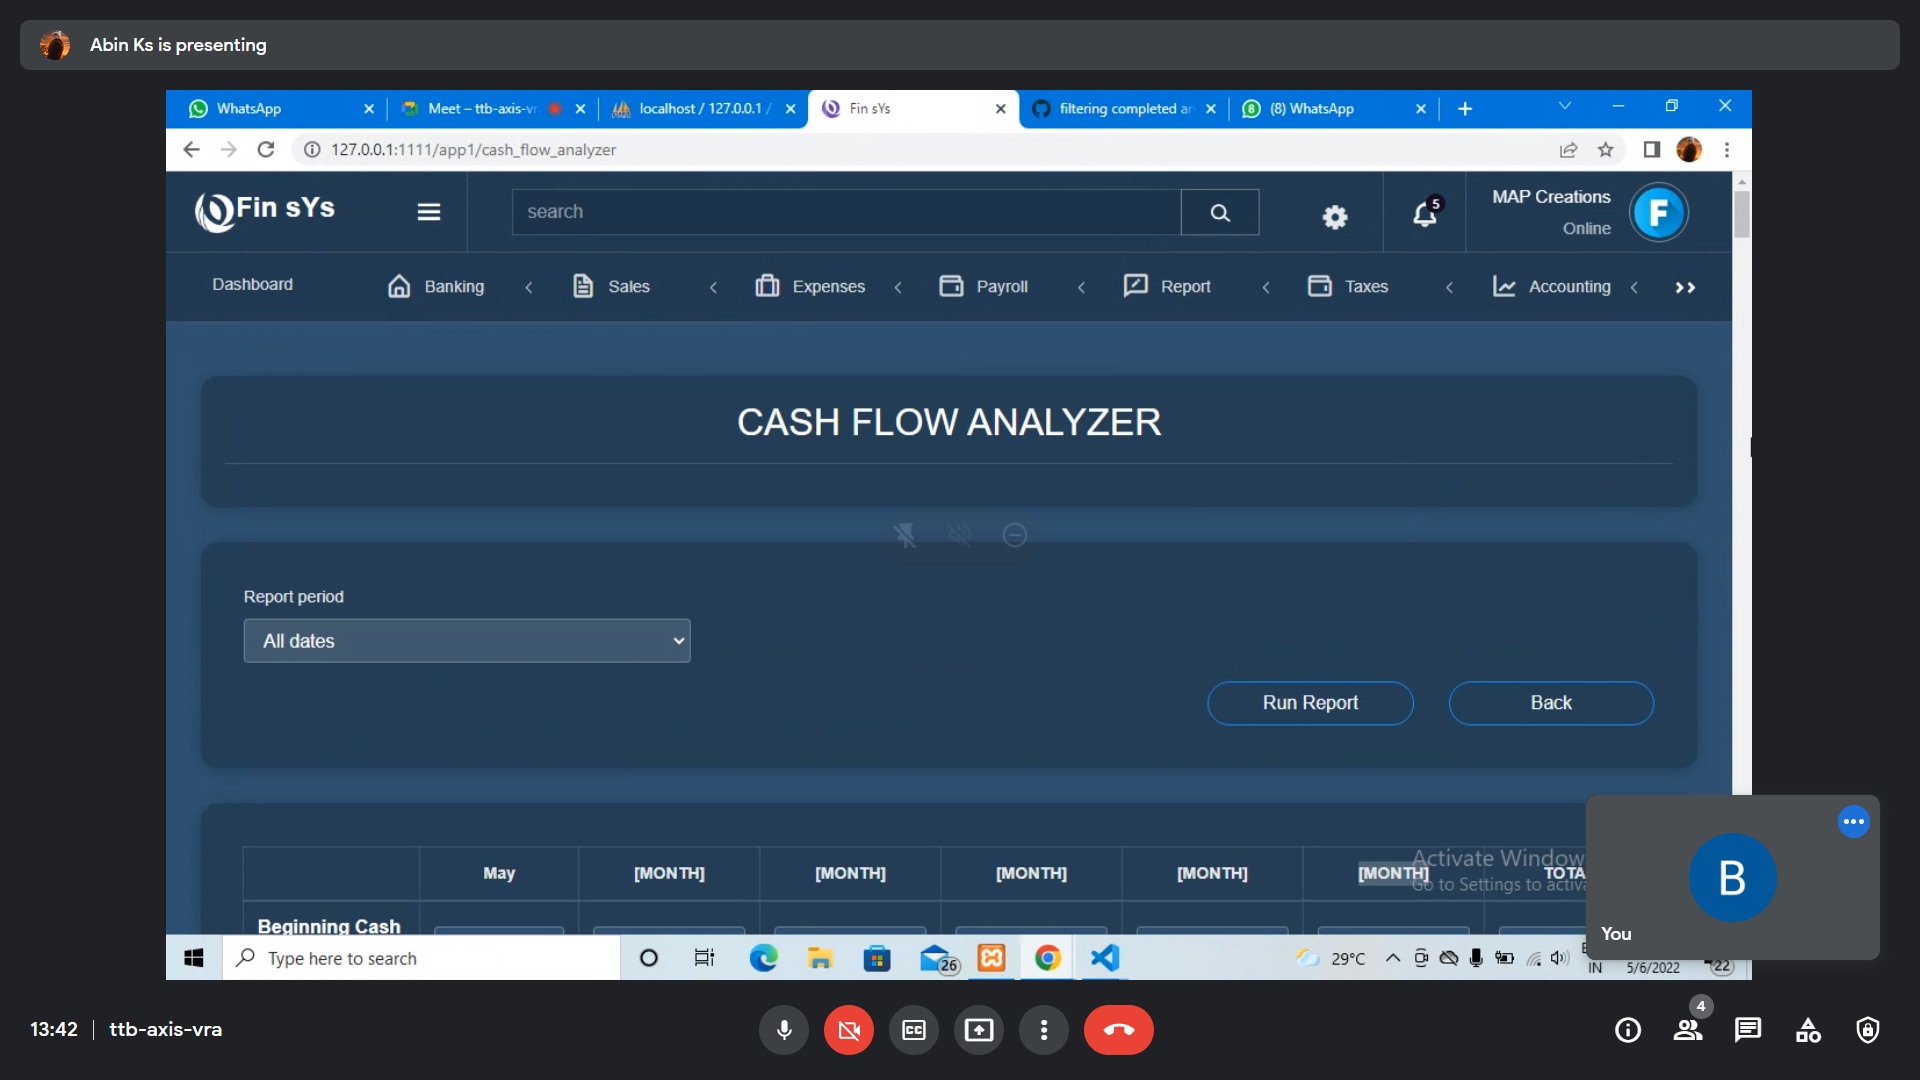 Abin Ks is presenting
WhatsApp
Meet – ttb-axis-vr
localhost / 127.0.0.1 /
Fin sYs
filtering completed an
8
(8) WhatsApp
127.0.0.1:1111/app1/cash_flow_analyzer
Fin sYs
search
5
MAP Creations
Online
F
Dashboard
Banking
Sales
Expenses
Payroll
Report
Taxes
Accounting
CASH FLOW ANALYZER
Report period
All dates
Run Report
Back
May
[MONTH]
[MONTH]
[MONTH]
[MONTH]
[MONTH]
TOTA
Activate Window
Go to Settings to activa
Beginning Cash
B
You
Type here to search
26
29°C
IN
5/6/2022
22
13:42
ttb-axis-vra
CC
4